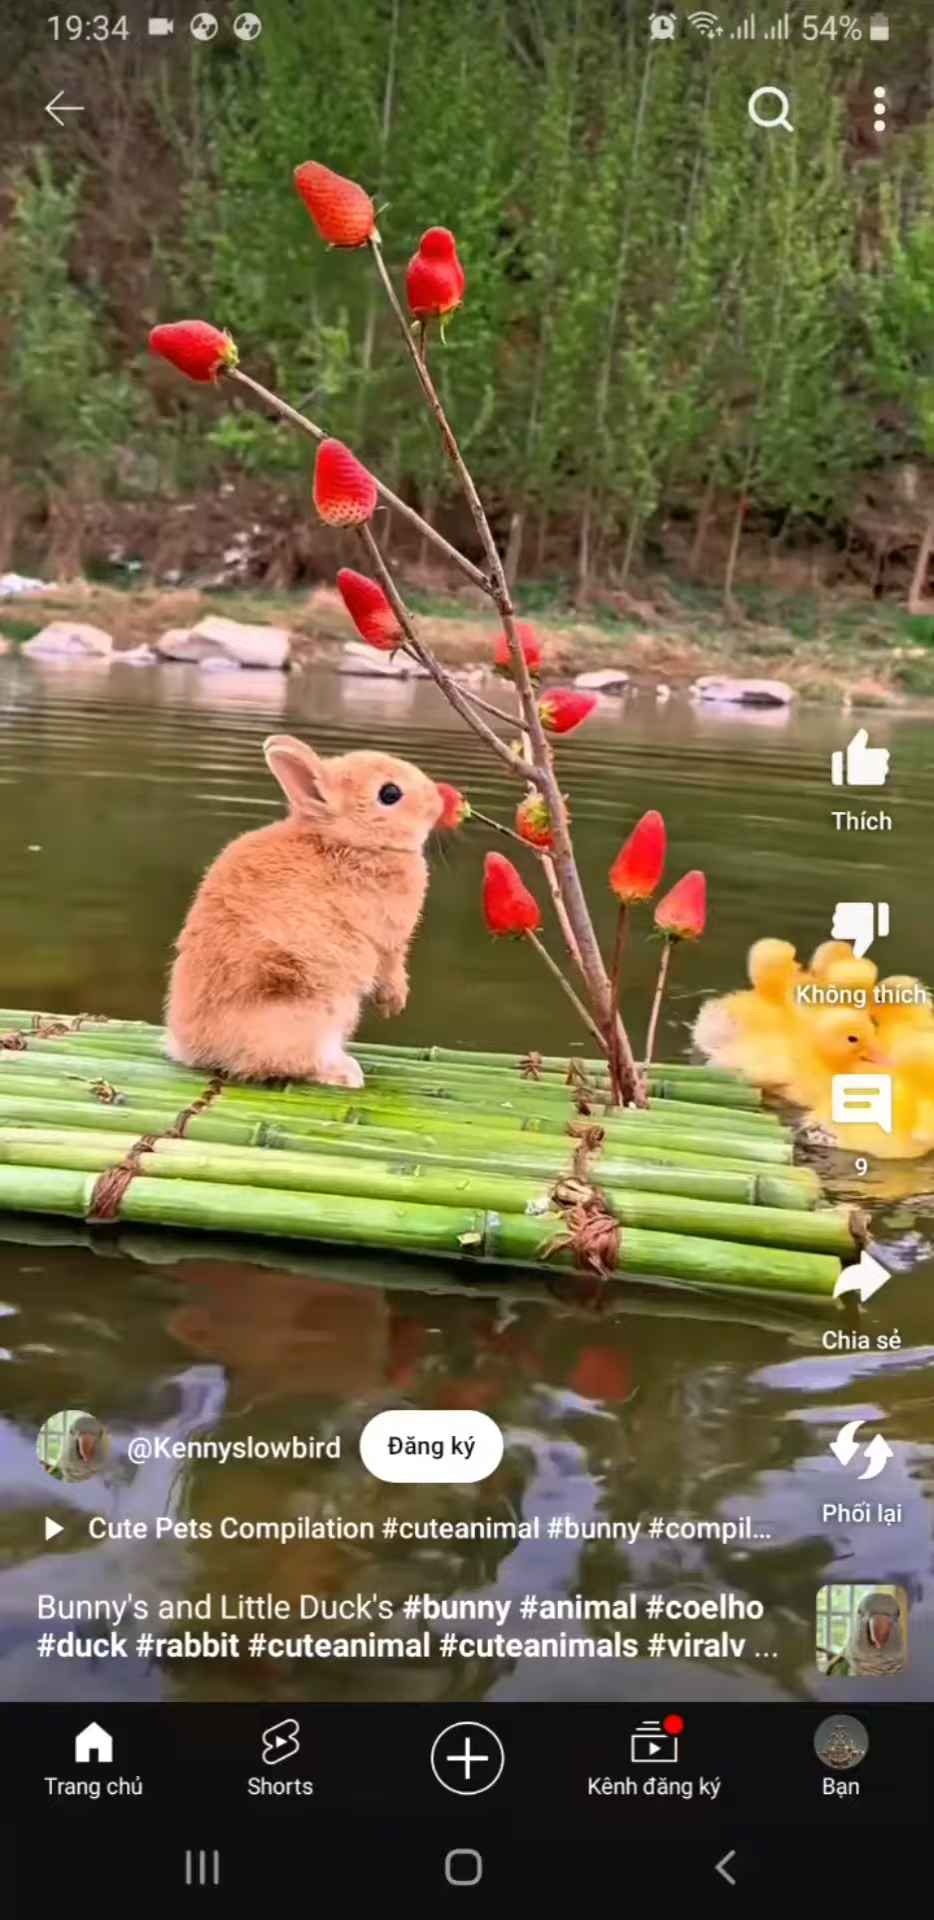 19:34
54%
Thích
Không thích
9
Chia sẻ
@Kennyslowbird
Đăng ký
Phối lại
Cute Pets Compilation #cuteanimal #bunny #compil...
Bunny's and Little Duck's #bunny #animal #coelho
#duck #rabbit #cuteanimal #cuteanimals #viralv ...
Trang chủ
Shorts
Kênh đăng ký
Bạn